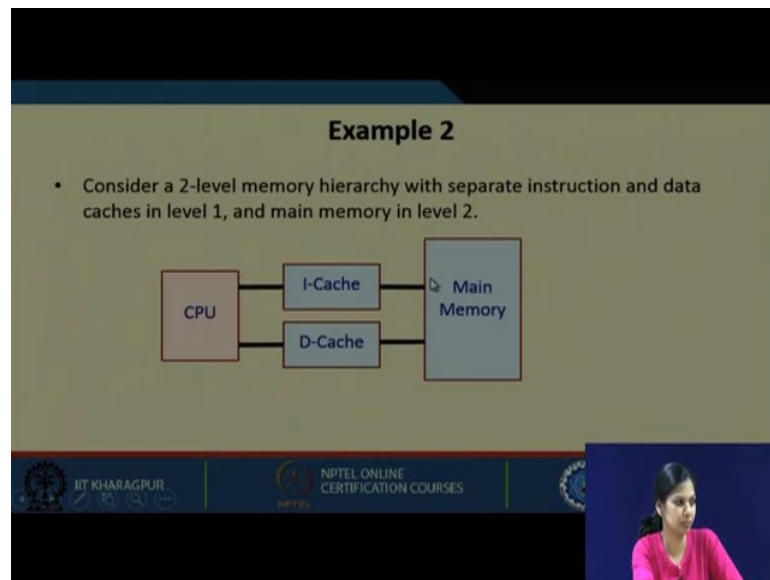 Example 2
• Consider a 2-level memory hierarchy with separate instruction and data
caches in level 1, and main memory in level 2.
CPU
I-Cache
D-Cache
Main
Memory
IIT KHARAGPUR
NPTEL
NPTEL ONLINE
CERTIFICATION COURSES